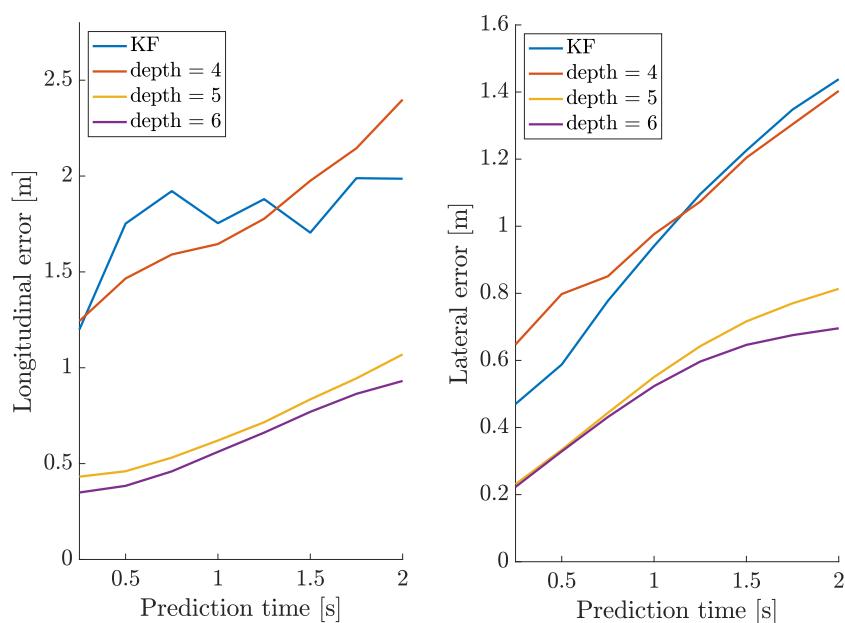 KF
depth = 4
depth = 5
depth = 6
2.5
2
1.5
1
0.5
0
0.5
1
1.5
2
Longitudinal error [m]
Prediction time [s]
KF
depth = 4
depth = 5
depth = 6
1.6
1.4
1.2
1
0.8
0.6
0.4
0.2
0
0.5
1
1.5
2
Lateral error [m]
Prediction time [s]